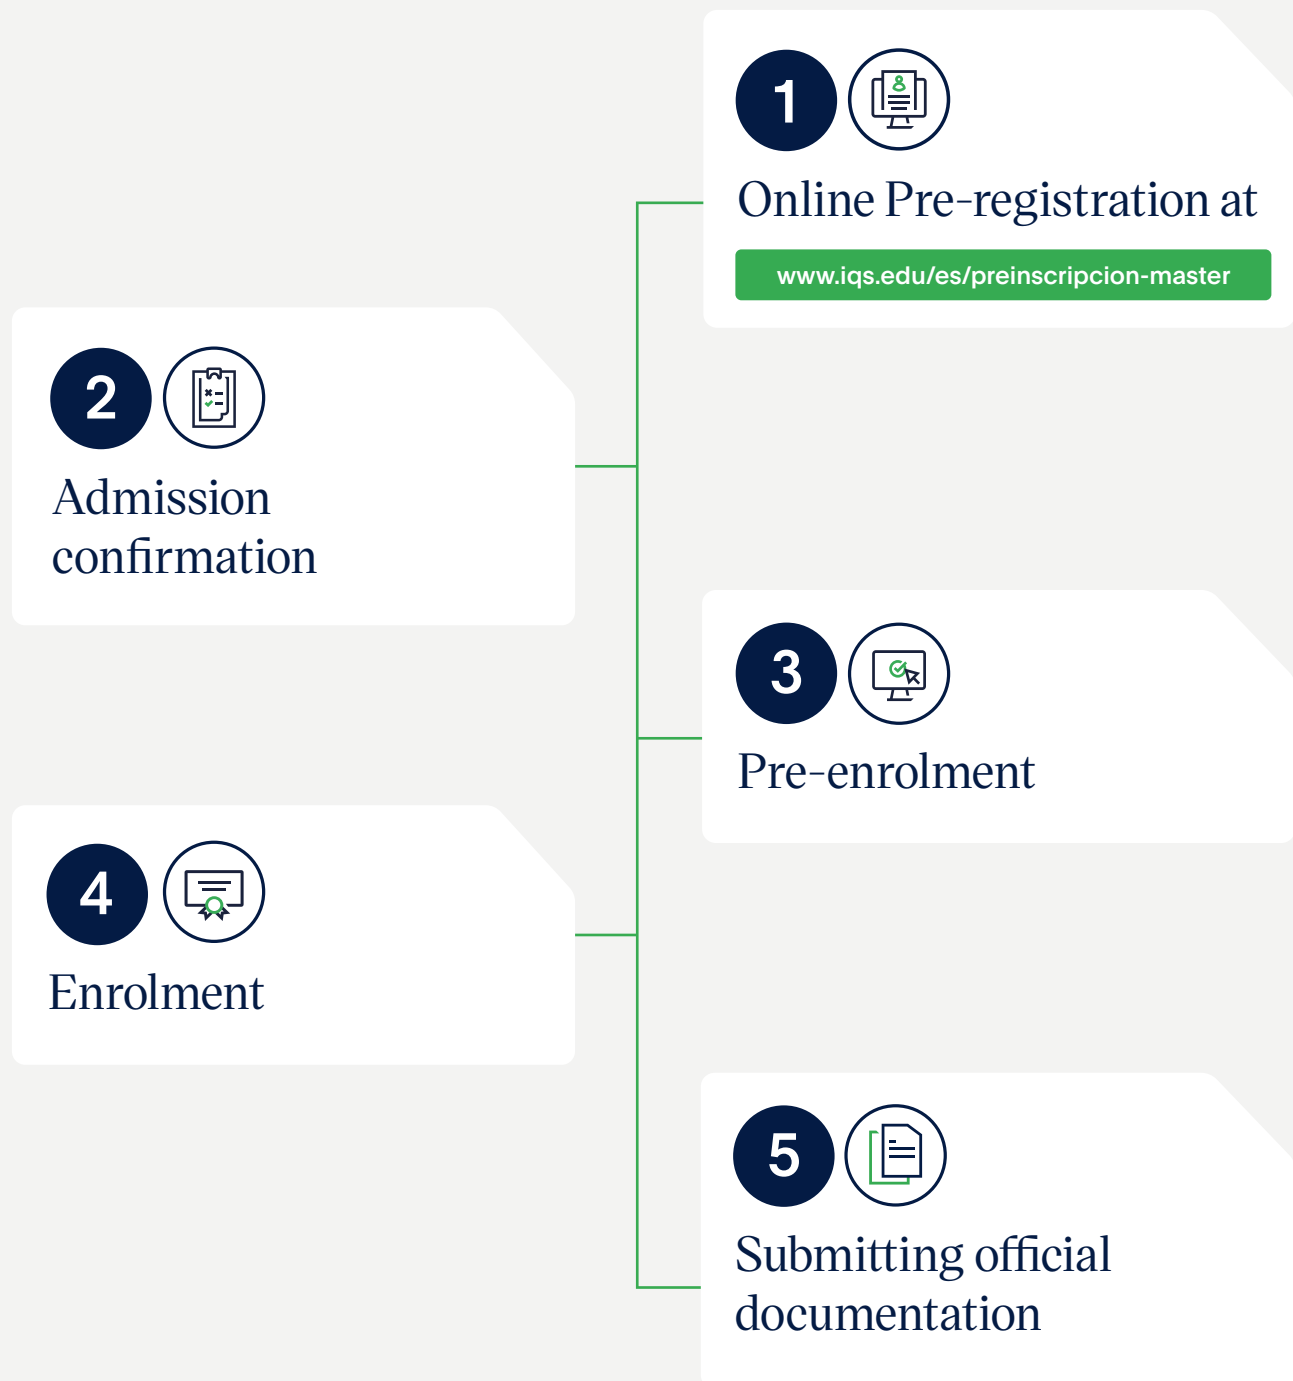 1
Online Pre-registration at
www.iqs.edu/es/preinscripcion-master
2
Admission
confirmation
3
Pre-enrolment
4
Enrolment
5
Submitting official
documentation